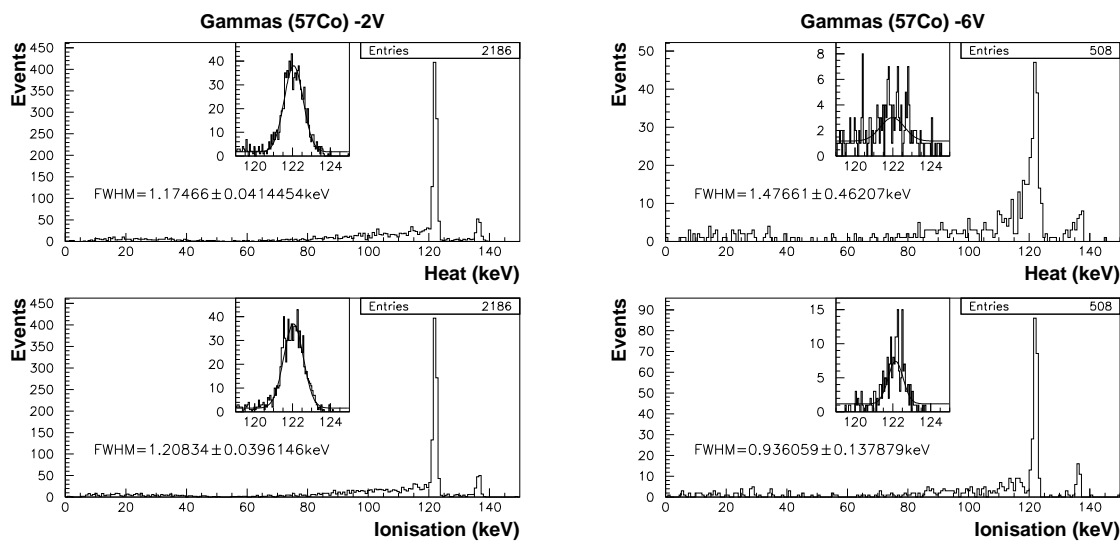 Gammas (57Co) -2V
Events
450
400
350
300
250
200
150
100
50
0
Entries 2186
40
30
20
10
0
120 122 124
FWHM=1.17466±0.0414454keV
0 20 40 60 80 100 120 140
Heat (keV)
Gammas (57Co) -6V
Events
50
40
30
20
10
0
Entries 508
8
6
4
2
0
120 122 124
FWHM=1.47661±0.46207keV
0 20 40 60 80 100 120 140
Heat (keV)
Events
450
400
350
300
250
200
150
100
50
0
Entries 2186
40
30
20
10
0
120 122 124
FWHM=1.20834±0.0396146keV
0 20 40 60 80 100 120 140
Ionisation (keV)
Events
90
80
70
60
50
40
30
20
10
0
Entries 508
15
10
5
0
120 122 124
FWHM=0.936059±0.137879keV
0 20 40 60 80 100 120 140
Ionisation (keV)